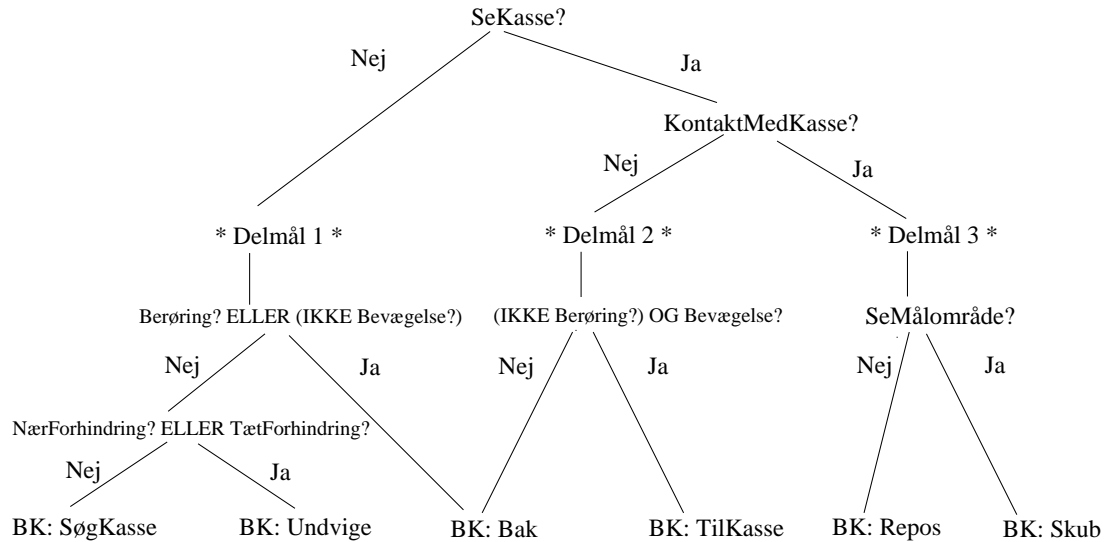 SeKasse?
Nej
Ja
KontaktMedKasse?
Nej
Ja
* Delmål 1 *
* Delmål 2 *
* Delmål 3 *
Berøring? ELLER (IKKE Bevægelse?)
(IKKE Berøring?) OG Bevægelse?
SeMålområde?
Nej
Ja
Nej
Ja
Nej
Ja
NærForhindring? ELLER TætForhindring?
Nej
Ja
BK: SøgKasse
BK: Undvige
BK: Bak
BK: TilKasse
BK: Repos
BK: Skub